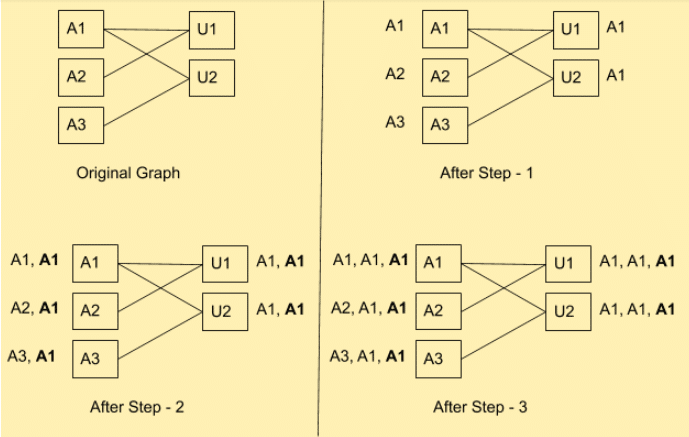 A1 U1
A2 U2
A3
Original Graph
A1 A1 U1 A1
A2 A2 U2 A1
A3 A3
After Step - 1
A1, A1 A1 U1 A1, A1
A2, A1 A2 U2 A1, A1
A3, A1 A3
After Step - 2
A1, A1, A1 A1 U1 A1, A1, A1
A2, A1, A1 A2 U2 A1, A1, A1
A3, A1, A1 A3
After Step - 3